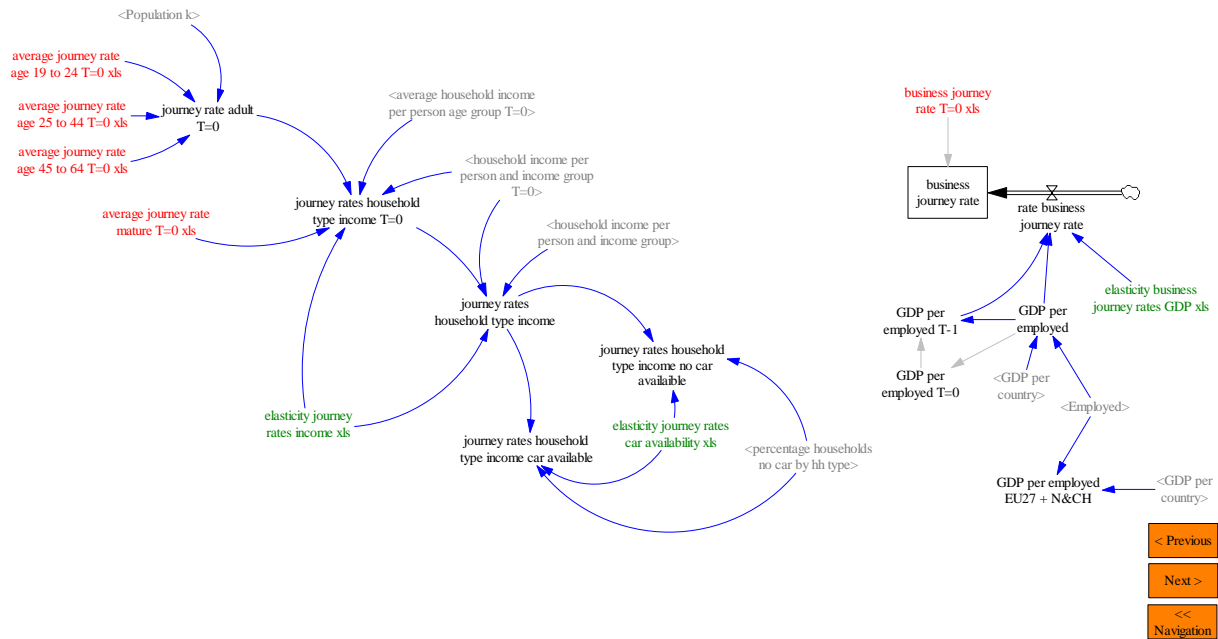 <Population k>
average journey rate
age 19 to 24 T=0 xls
average journey rate
age 25 to 44 T=0 xls
average journey rate
age 45 to 64 T=0 xls
journey rate adult
T=0
<average household income
per person age group T=0>
<household income per
person and income group
T=0>
average journey rate
mature T=0 xls
journey rates household
type income T=0
<household income per
person and income group>
journey rates
household type income
journey rates household
type income no car
availaible
elasticity journey
rates income xls
elasticity journey rates
car availability xls
journey rates household
type income car available
<percentage households
no car by hh type>
business journey
rate T=0 xls
business
journey rate
rate business
journey rate
elasticity business
journey rates GDP xls
GDP per
employed T-1
GDP per
employed
GDP per
employed T=0
<GDP per
country>
<Employed>
GDP per employed
EU27 + N&CH
<GDP per
country>
< Previous
Next >
<<
Navigation